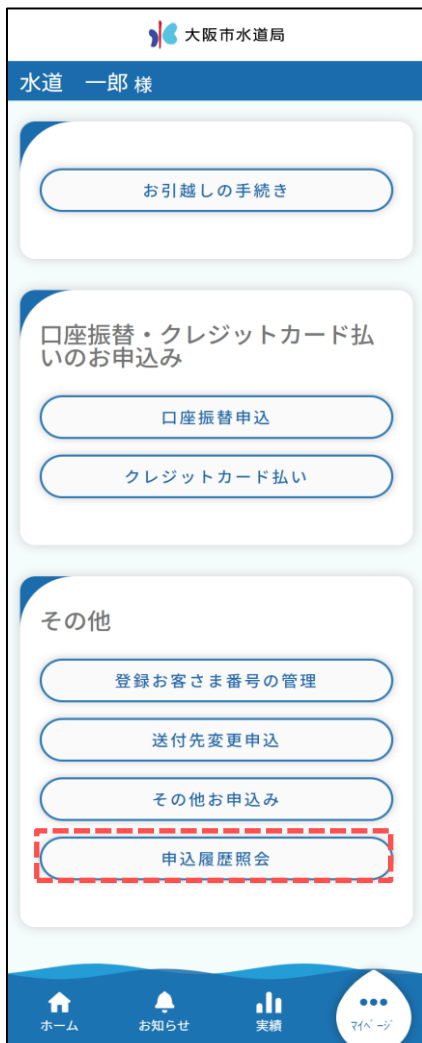 大阪市水道局
水道　一郎 様
お引越しの手続き
口座振替・クレジットカード払
いのお申込み
口座振替申込
クレジットカード払い
その他
登録お客さま番号の管理
送付先変更申込
その他お申込み
申込履歴照会
ホーム
お知らせ
実績
ﾏｲﾍﾟｰｼﾞ